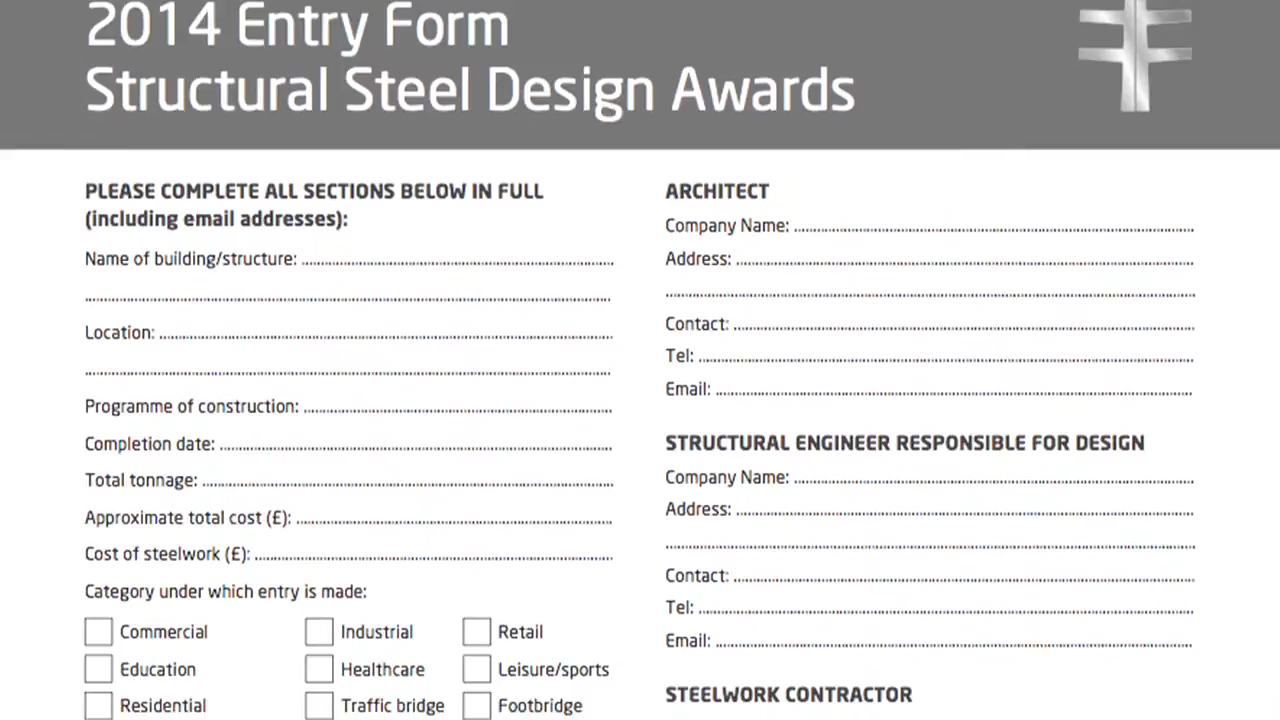 2014 Entry Form
Structural Steel Design Awards
PLEASE COMPLETE ALL SECTIONS BELOW IN FULL
(including email addresses):
Name of building/structure:
Location:
Programme of construction:
Completion date:
Total tonnage:
Approximate total cost (£):
Cost of steelwork (£):
Category under which entry is made:
Commercial Industrial Retail
Education Healthcare Leisure/sports
Residential Traffic bridge Footbridge
ARCHITECT
Company Name:
Address:
Contact:
Tel:
Email:
STRUCTURAL ENGINEER RESPONSIBLE FOR DESIGN
Company Name:
Address:
Contact:
Tel:
Email:
STEELWORK CONTRACTOR